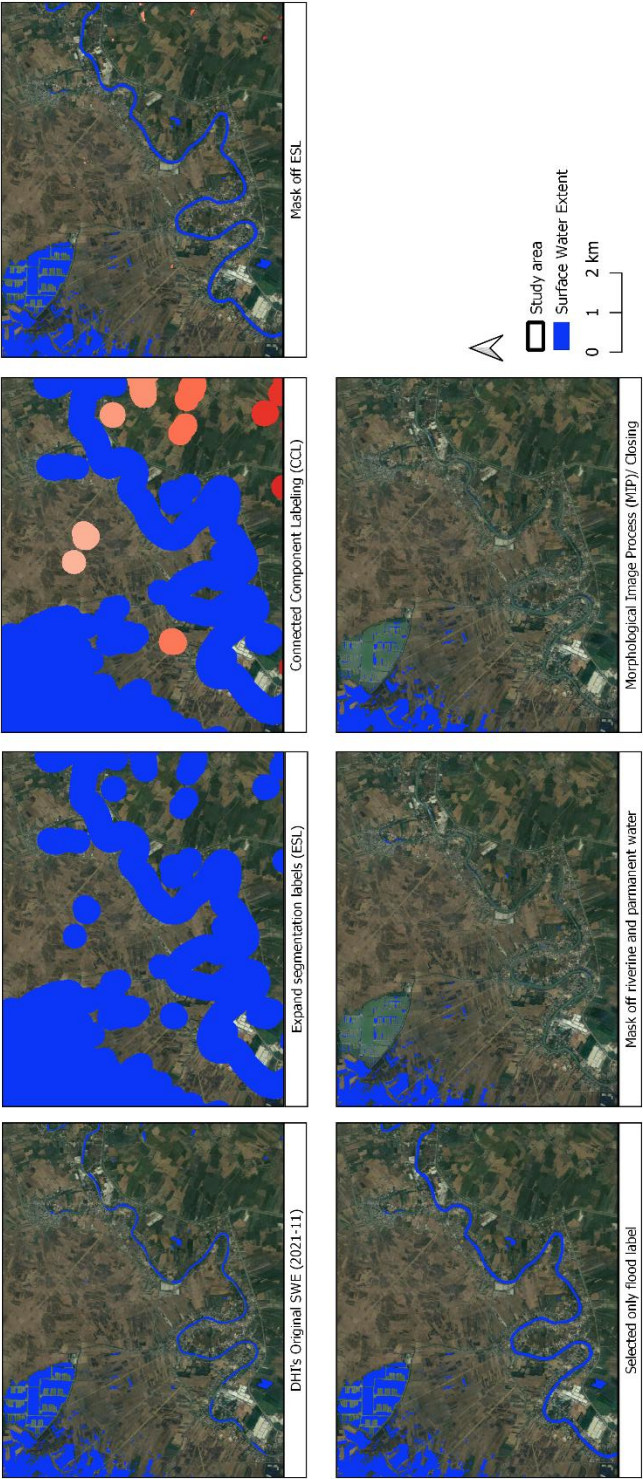 DHI's Original SWE (2021-11)
Expand segmentation labels (ESL)
Connected Component Labeling (CCL)
Mask off ESL
Selected only flood label
Mask off riverine and parmanent water
Morphological Image Process (MIP)/ Closing
Study area
Surface Water Extent
0 1 2 km